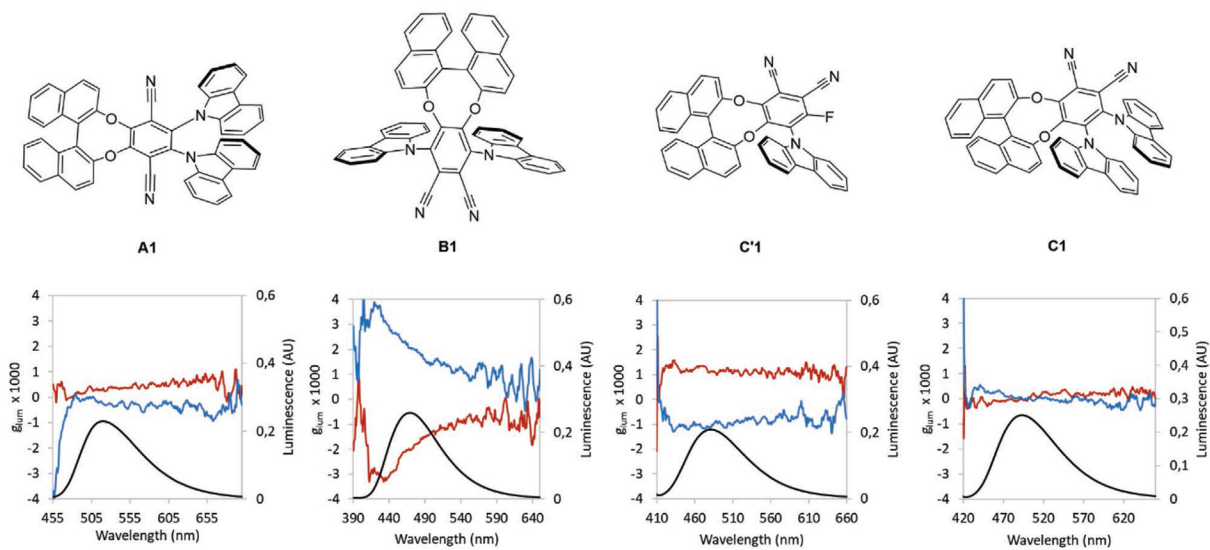 N
O
N
O
N
N
A1
O
O
N
N
N
N
B1
N
N
O
F
O
N
C'1
N
N
O
N
O
N
C1
4
3
2
1
0
-1
-2
-3
-4
g lum x 1000
0,6
0,4
0,2
0
Luminescence (AU)
455 505 555 605 655
Wavelength (nm)
4
3
2
1
0
-1
-2
-3
-4
g lum x 1000
0,6
0,4
0,2
0
Luminescence (AU)
390 440 490 540 590 640
Wavelength (nm)
4
3
2
1
0
-1
-2
-3
-4
g lum x 1000
0,6
0,4
0,2
0
Luminescence (AU)
410 460 510 560 610 660
Wavelength (nm)
4
3
2
1
0
-1
-2
-3
-4
g lum x 1000
0,6
0,5
0,4
0,3
0,2
0,1
0
Luminescence (AU)
420 470 520 570 620
Wavelength (nm)